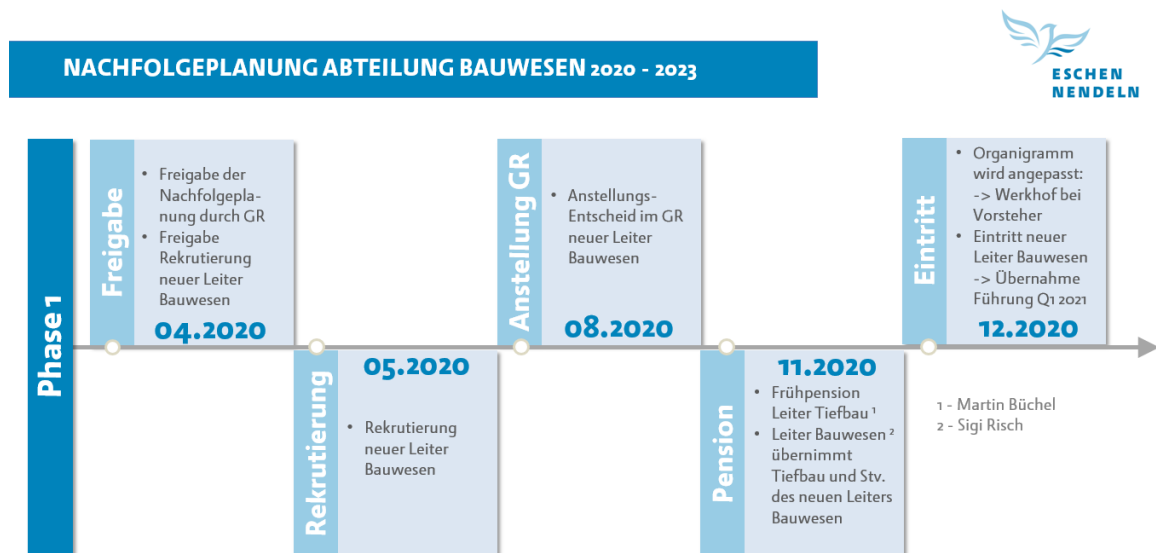 NACHFOLGEPLANUNG ABTEILUNG BAUWESEN 2020 - 2023
ESCHEN
NENDELN
Phase 1
Freigabe
• Freigabe der
Nachfolgepla-
nung durch GR
• Freigabe
Rekrutierung
neuer Leiter
Bauwesen
04.2020
Rekrutierung
05.2020
• Rekrutierung
neuer Leiter
Bauwesen
Anstellung GR
• Anstellungs-
Entscheid im GR
neuer Leiter
Bauwesen
08.2020
Pension
11.2020
• Frühpension
Leiter Tiefbau ¹
• Leiter Bauwesen ²
übernimmt
Tiefbau und Stv.
des neuen Leiters
Bauwesen
Eintritt
• Organigramm
wird angepasst:
-> Werkhof bei
Vorsteher
• Eintritt neuer
Leiter Bauwesen
-> Übernahme
Führung Q1 2021
12.2020
1 - Martin Büchel
2 - Sigi Risch